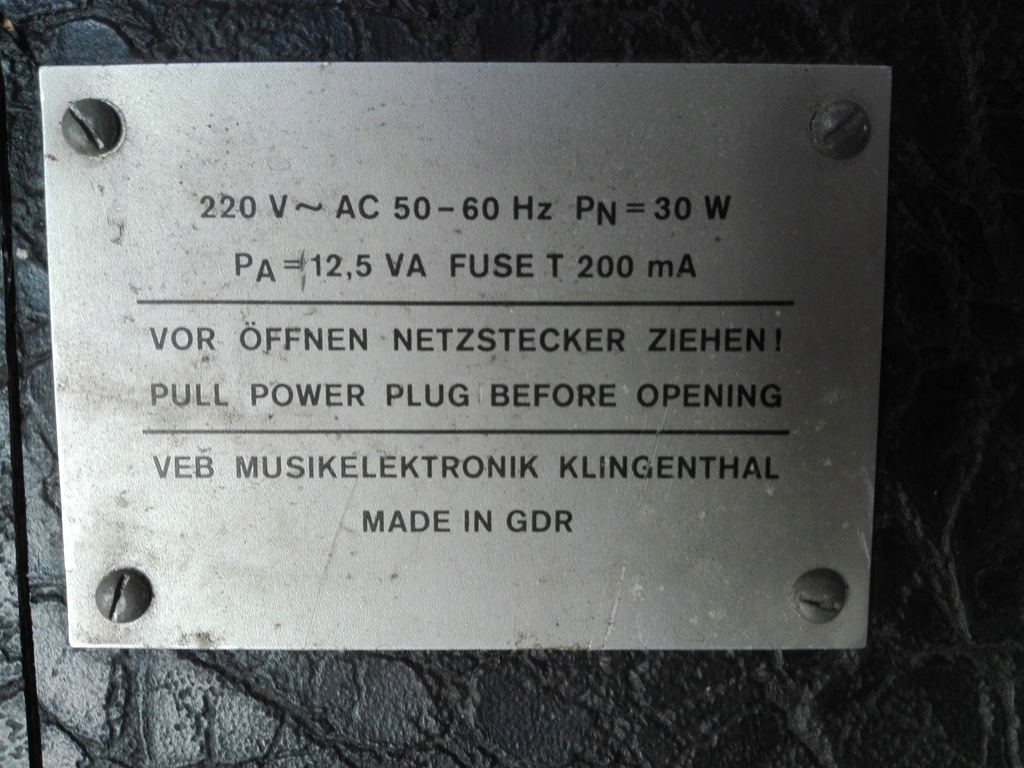 220 V~ AC 50-60 Hz PN=30 W
PA=12,5 VA FUSE T 200 mA
VOR ÖFFNEN NETZSTECKER ZIEHEN!
PULL POWER PLUG BEFORE OPENING
VEB MUSIKELEKTRONIK KLINGENTHAL
MADE IN GDR